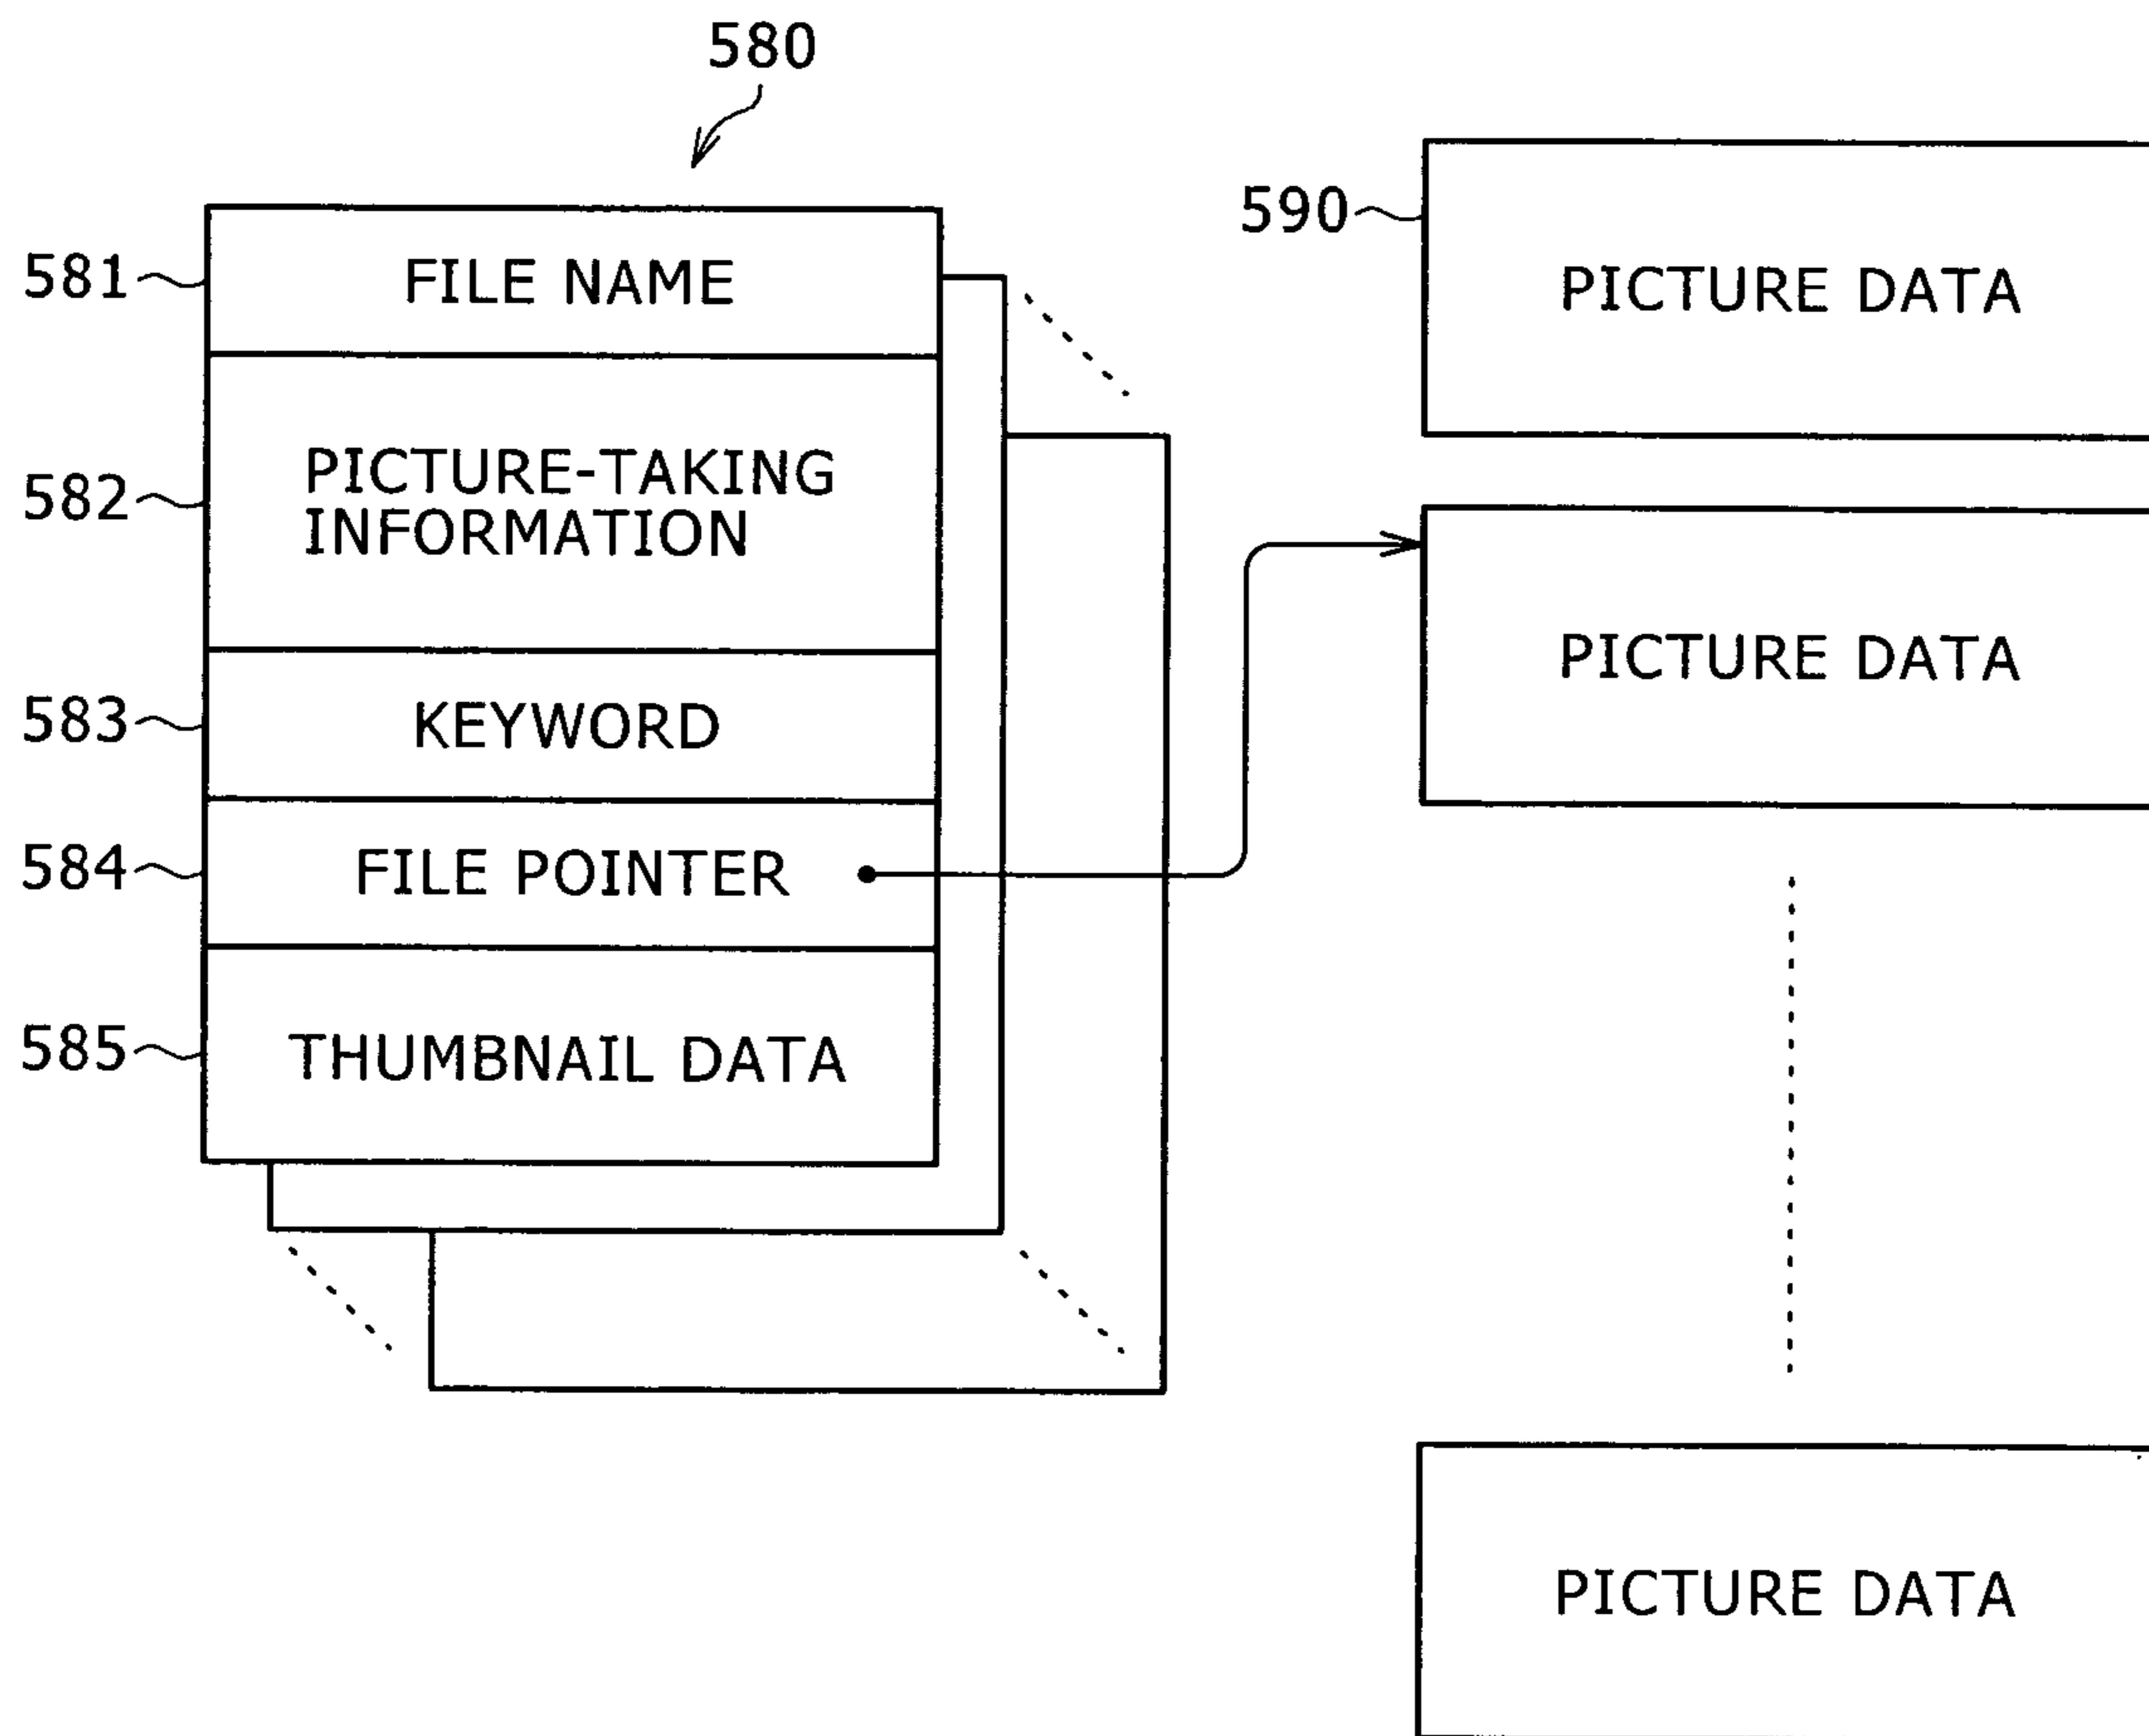 580
581
FILE NAME
582
PICTURE-TAKING
INFORMATION
583
KEYWORD
584
FILE POINTER
585
THUMBNAIL DATA
590
PICTURE DATA
PICTURE DATA
PICTURE DATA